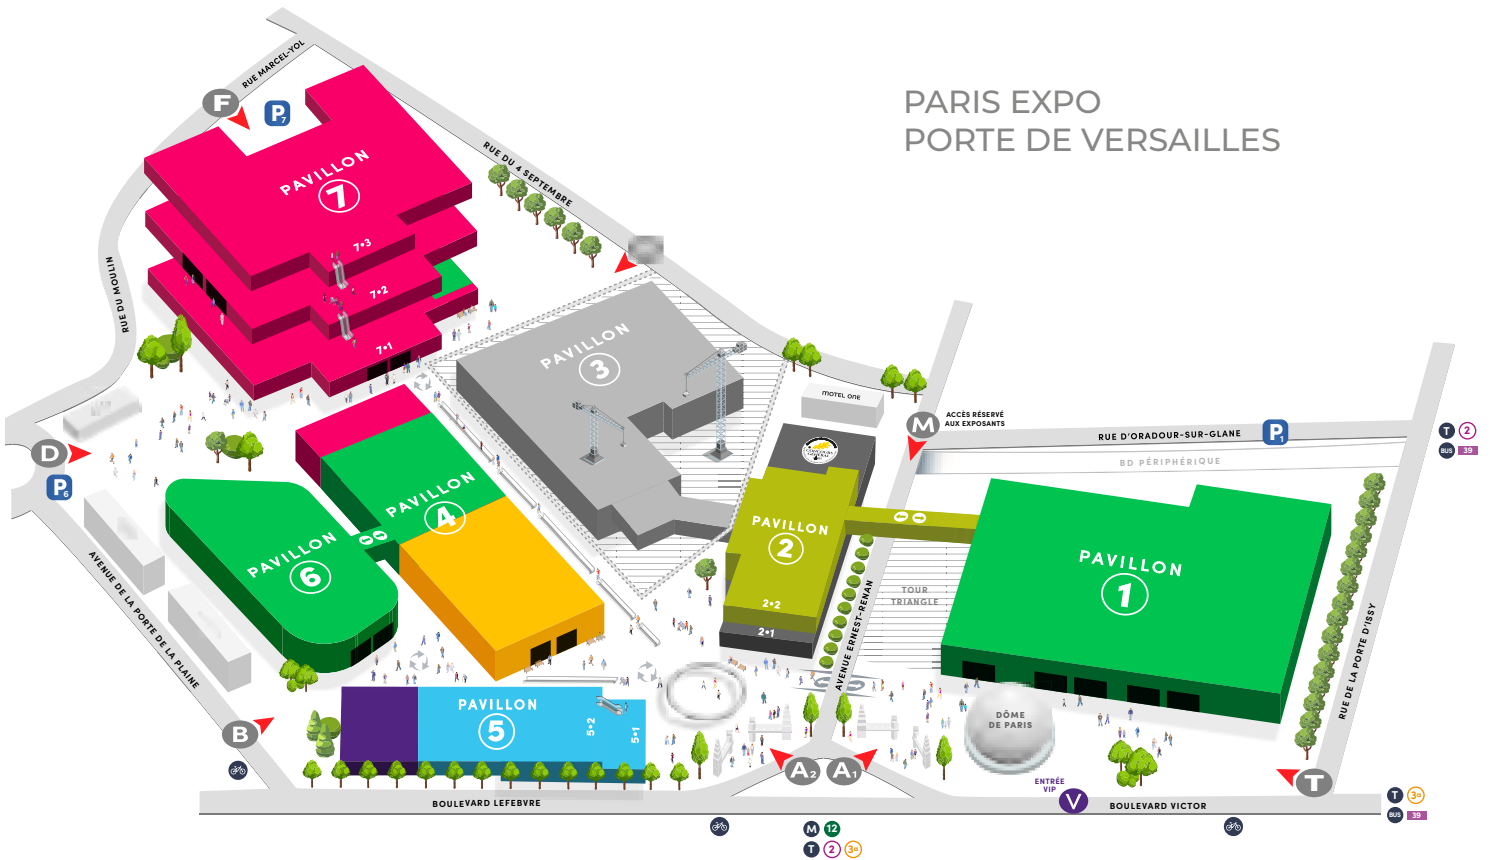 PARIS EXPO
PORTE DE VERSAILLES
RUE MARCEL-YOL
F
P7
PAVILLON
7
7•3
7•2
7•1
RUE DU 4 SEPTEMBRE
RUE DU MOULIN
PAVILLON
3
MOTEL ONE
M
ACCÈS RÉSERVÉ
AUX EXPOSANTS
RUE D'ORADOUR-SUR-GLANE
P1
BD PÉRIPHÉRIQUE
T 2
BUS 39
D
P6
PAVILLON
4
PAVILLON
6
CONCOURS
GÉNÉRAL
PAVILLON
2
2•2
2•1
TOUR
TRIANGLE
PAVILLON
1
AVENUE ERNEST-RENAN
RUE DE LA PORTE D'ISSY
AVENUE DE LA PORTE DE LA PLAINE
B
PAVILLON
5
5•2
5•1
DÔME
DE PARIS
A2
A1
ENTRÉE
VIP
V
T
BOULEVARD LEFEBVRE
BOULEVARD VICTOR
T 3a
BUS 39
M 12
T 2 3a